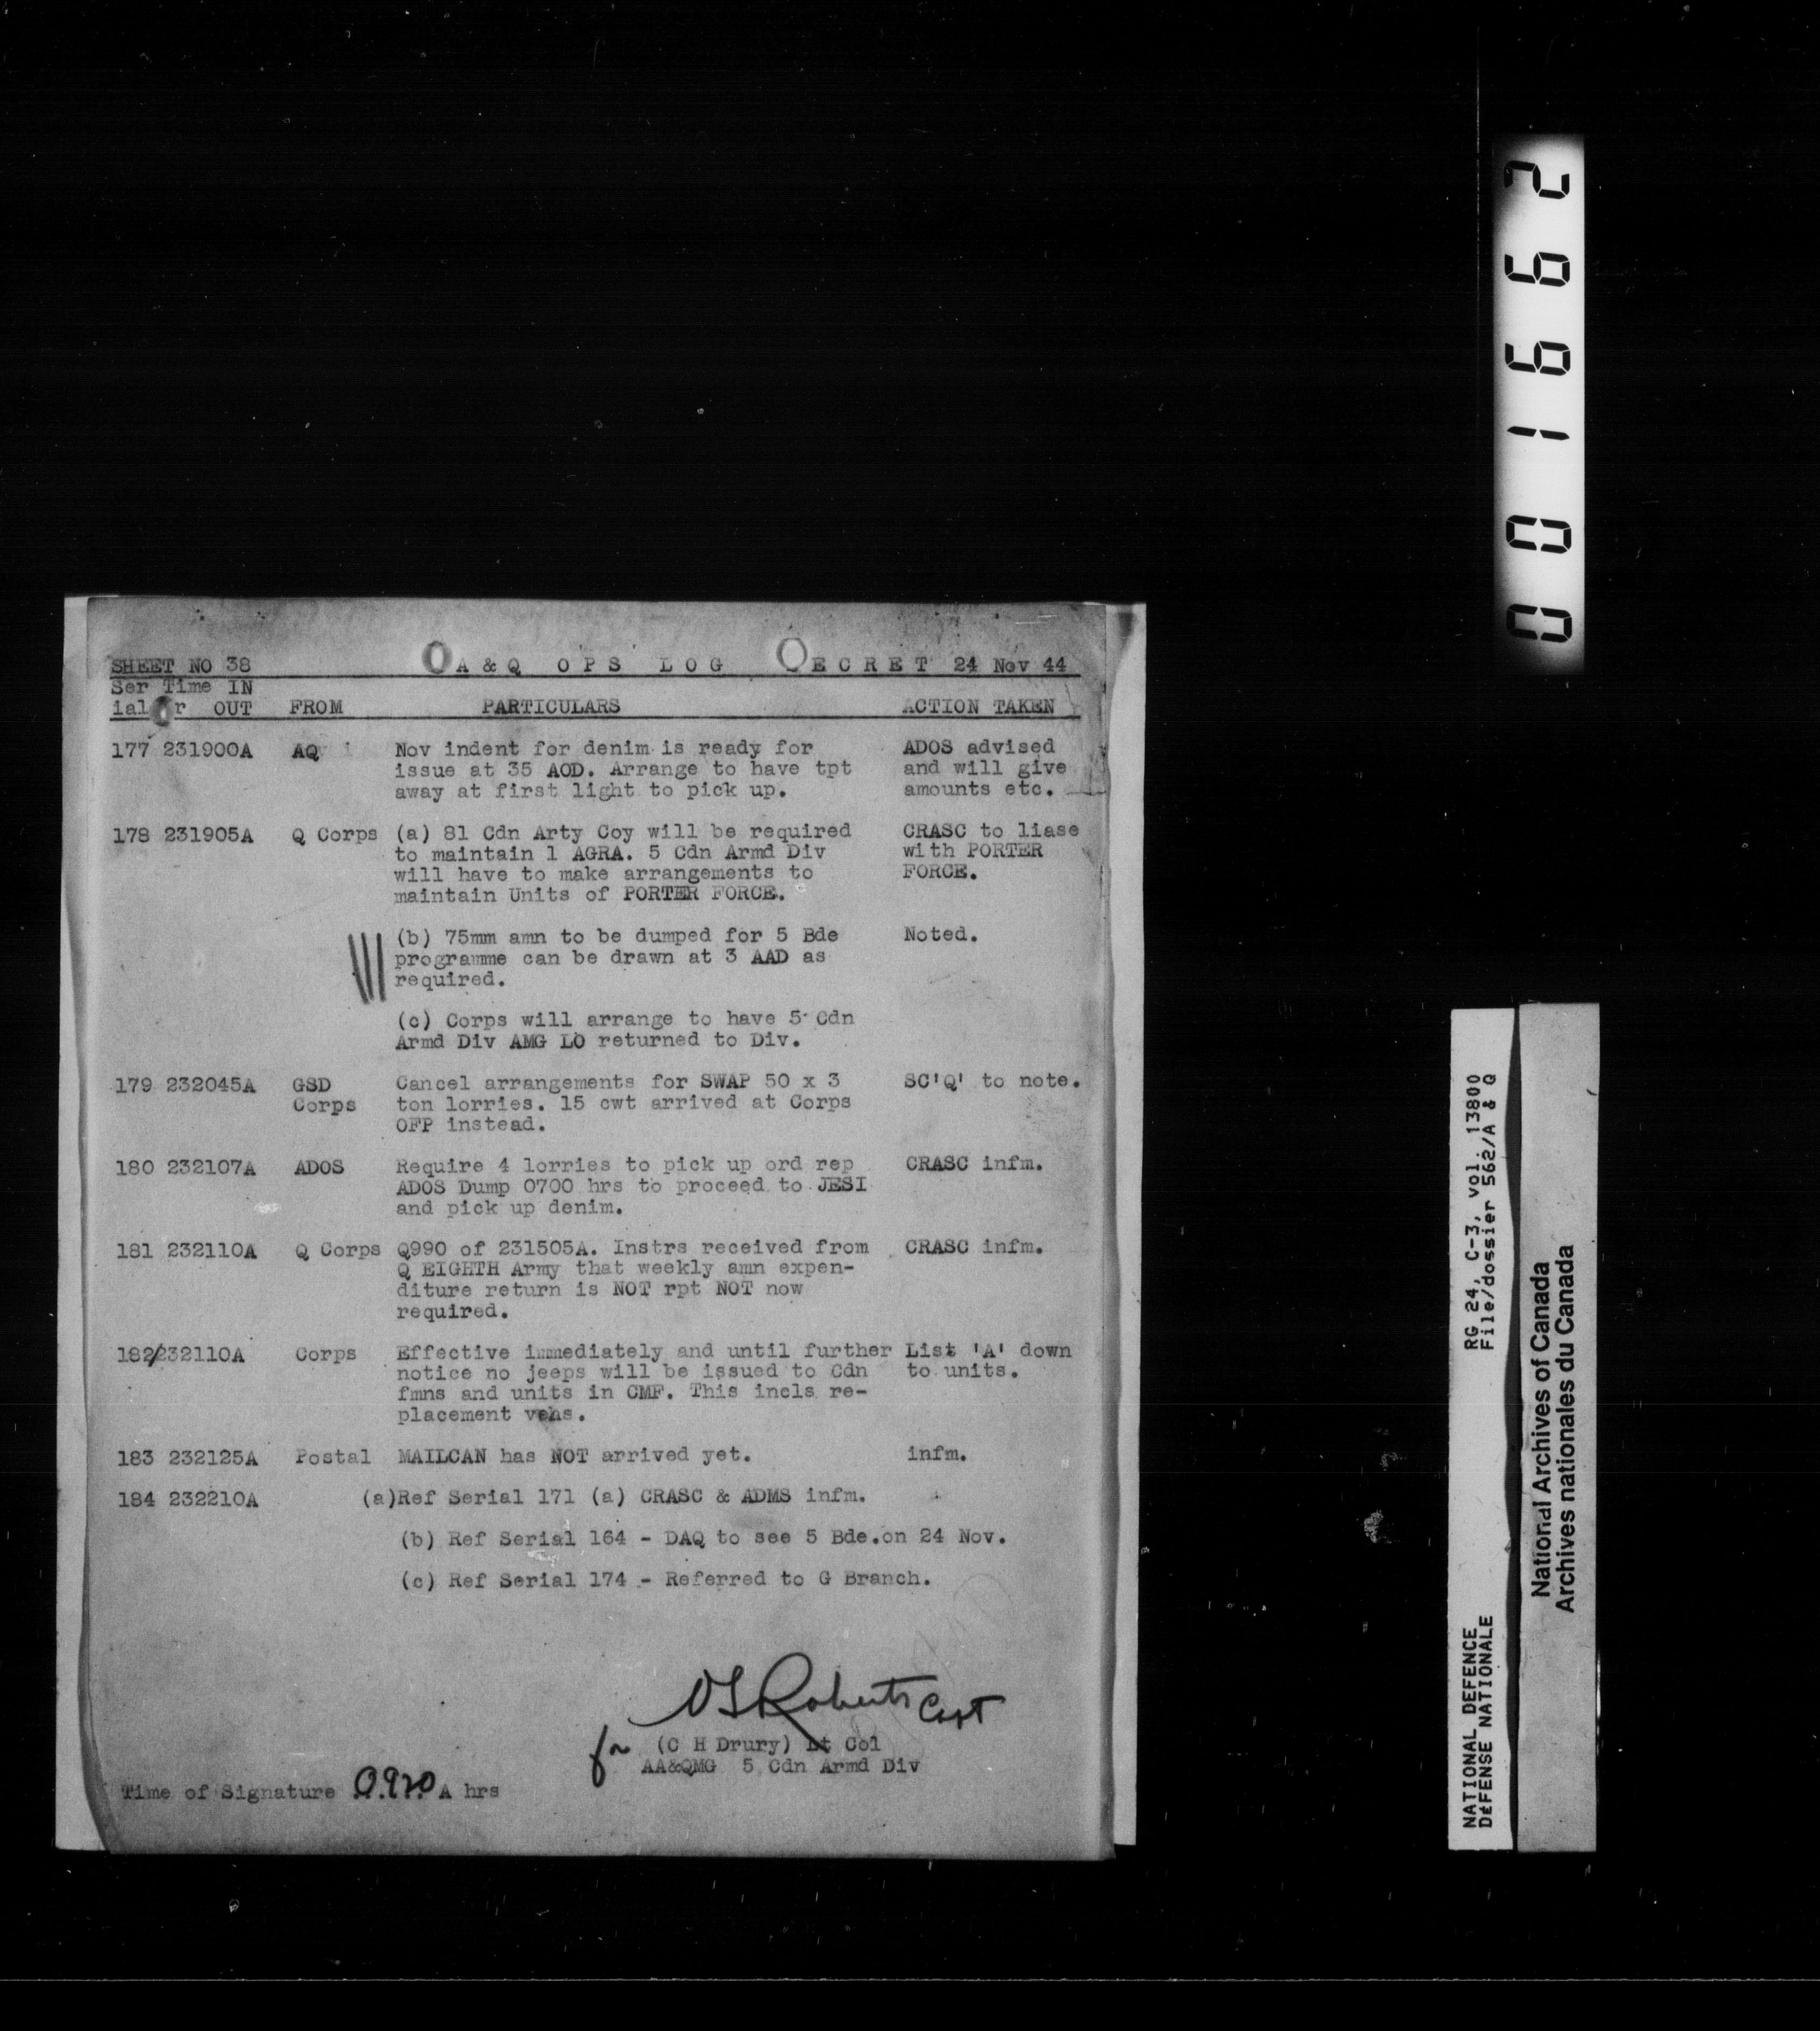 SHEET NO 38 A & Q OPS LOG ECRET 24 Nov 44
Ser Time IN
ial r OUT FROM PARTICULARS ACTION TAKEN
177 231900A AQ Nov indent for denim is ready for ADOS advised
issue at 35 AOD. Arrange to have tpt and will give
away at first light to pick up. amounts etc.
178 231905A Q Corps (a) 81 Cdn Arty Coy will be required CRASC to liase
to maintain 1 AGRA. 5 Cdn Armd Div with PORTER
will have to make arrangements to FORCE.
maintain Units of PORTER FORCE.
(b) 75mm amn to be dumped for 5 Bde Noted.
programme can be drawn at 3 AAD as
required.
(c) Corps will arrange to have 5 Cdn
Armd Div AMG LO returned to Div.
179 232045A GSD Cancel arrangements for SWAP 50 x 3 SC'Q' to note.
Corps ton lorries. 15 cwt arrived at Corps
OFP instead.
180 232107A ADOS Require 4 lorries to pick up ord rep CRASC infm.
ADOS Dump 0700 hrs to proceed to JESI
and pick up denim.
181 232110A Q Corps Q990 of 231505A. Instrs received from CRASC infm.
Q EIGHTH Army that weekly amn expen-
diture return is NOT rpt NOT now
required.
182/232110A Corps Effective immediately and until further List 'A' down
notice no jeeps will be issued to Cdn to units.
fmns and units in CMF. This incls re-
placement vehs.
183 232125A Postal MAILCAN has NOT arrived yet. infm.
184 232210A (a)Ref Serial 171 (a) CRASC & ADMS infm.
(b) Ref Serial 164 - DAQ to see 5 Bde.on 24 Nov.
(c) Ref Serial 174 - Referred to G Branch.
Roberts Capt
for (C H Drury) Lt Col
AA&QMG 5 Cdn Armd Div
Time of Signature 0920 A hrs
001662
RG 24, C-3, vol. 13800
File/dossier 562/A & Q
NATIONAL DEFENCE
DÉFENSE NATIONALE
National Archives of Canada
Archives nationales du Canada